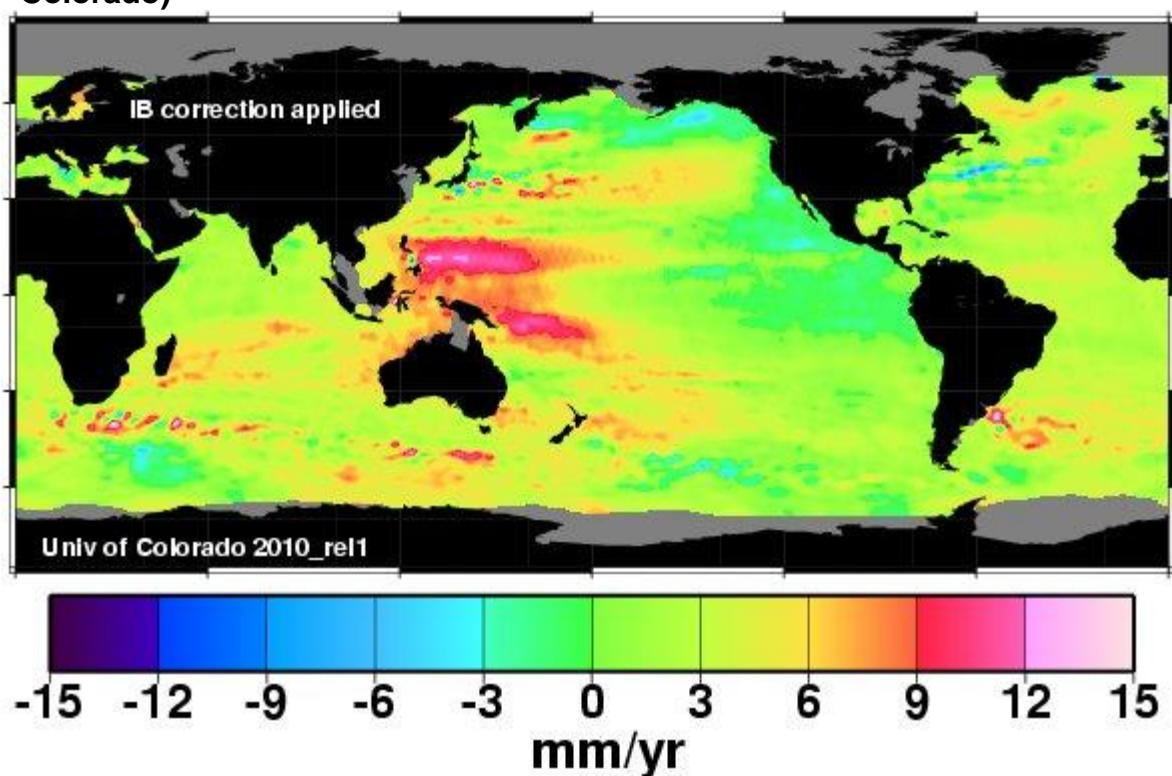 Colorado)
IB correction applied
Univ of Colorado 2010_rel1
-15 -12 -9 -6 -3 0 3 6 9 12 15
mm/yr